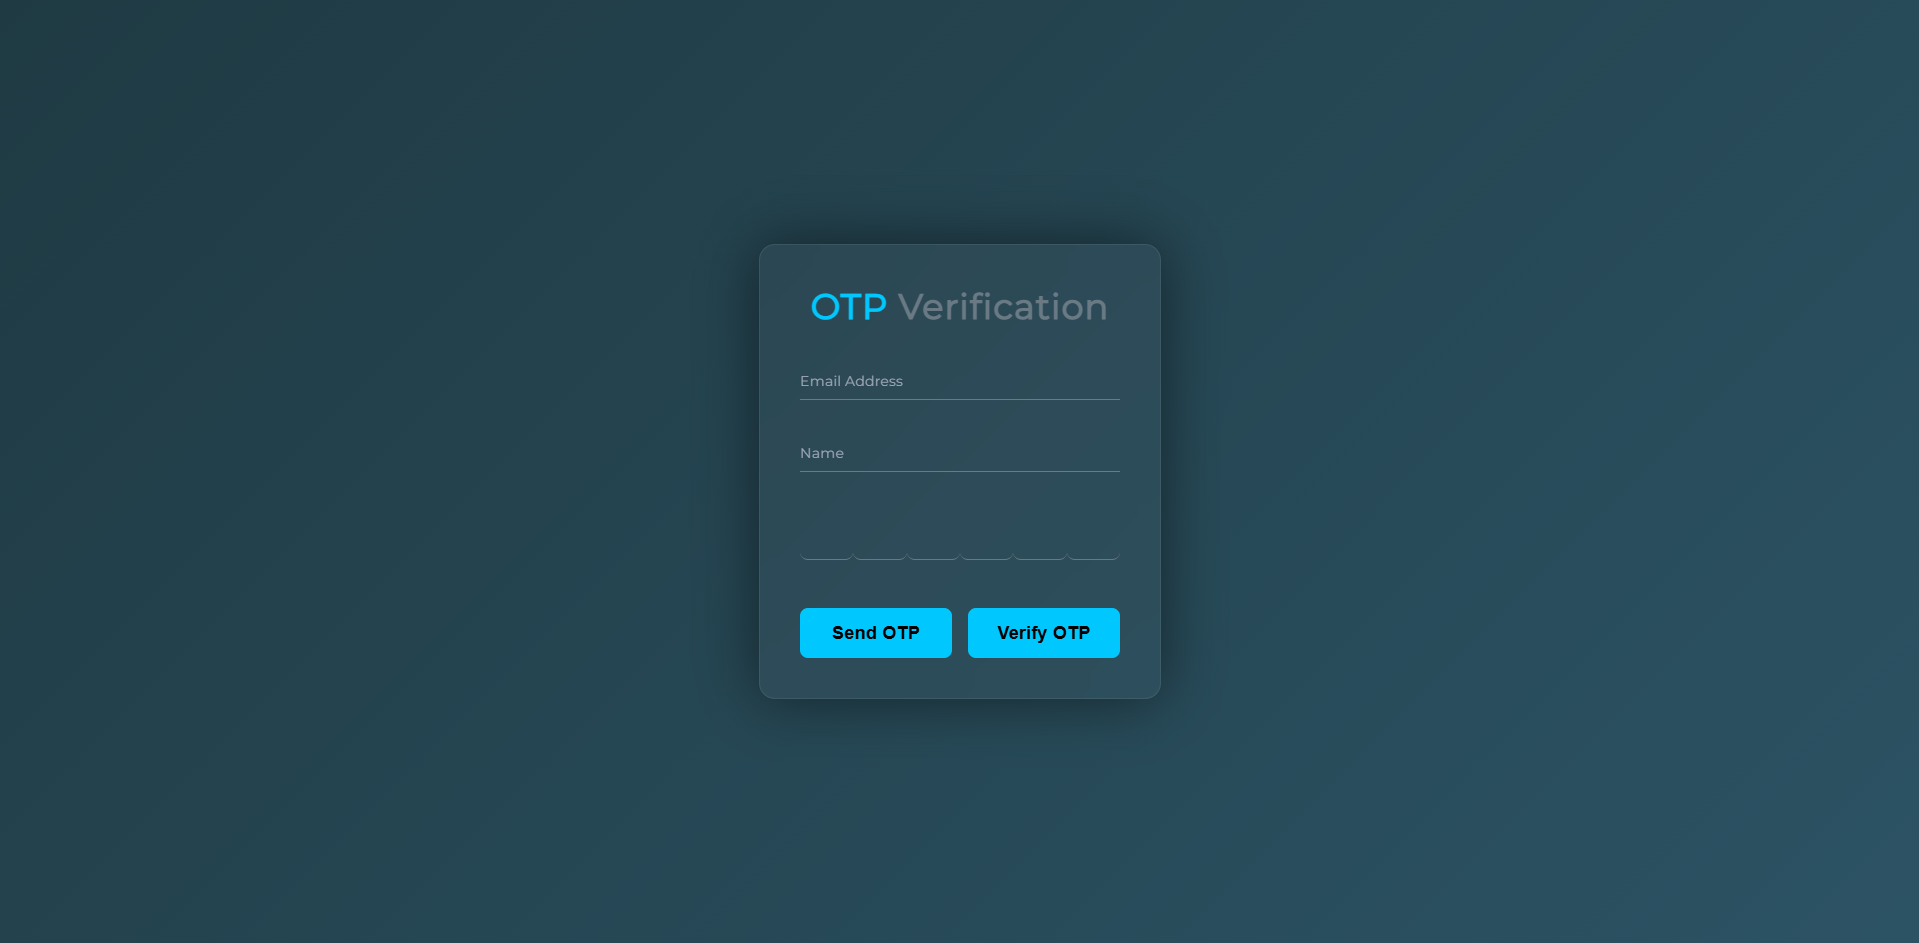 OTP Verification
Email Address
Name
Send OTP Verify OTP